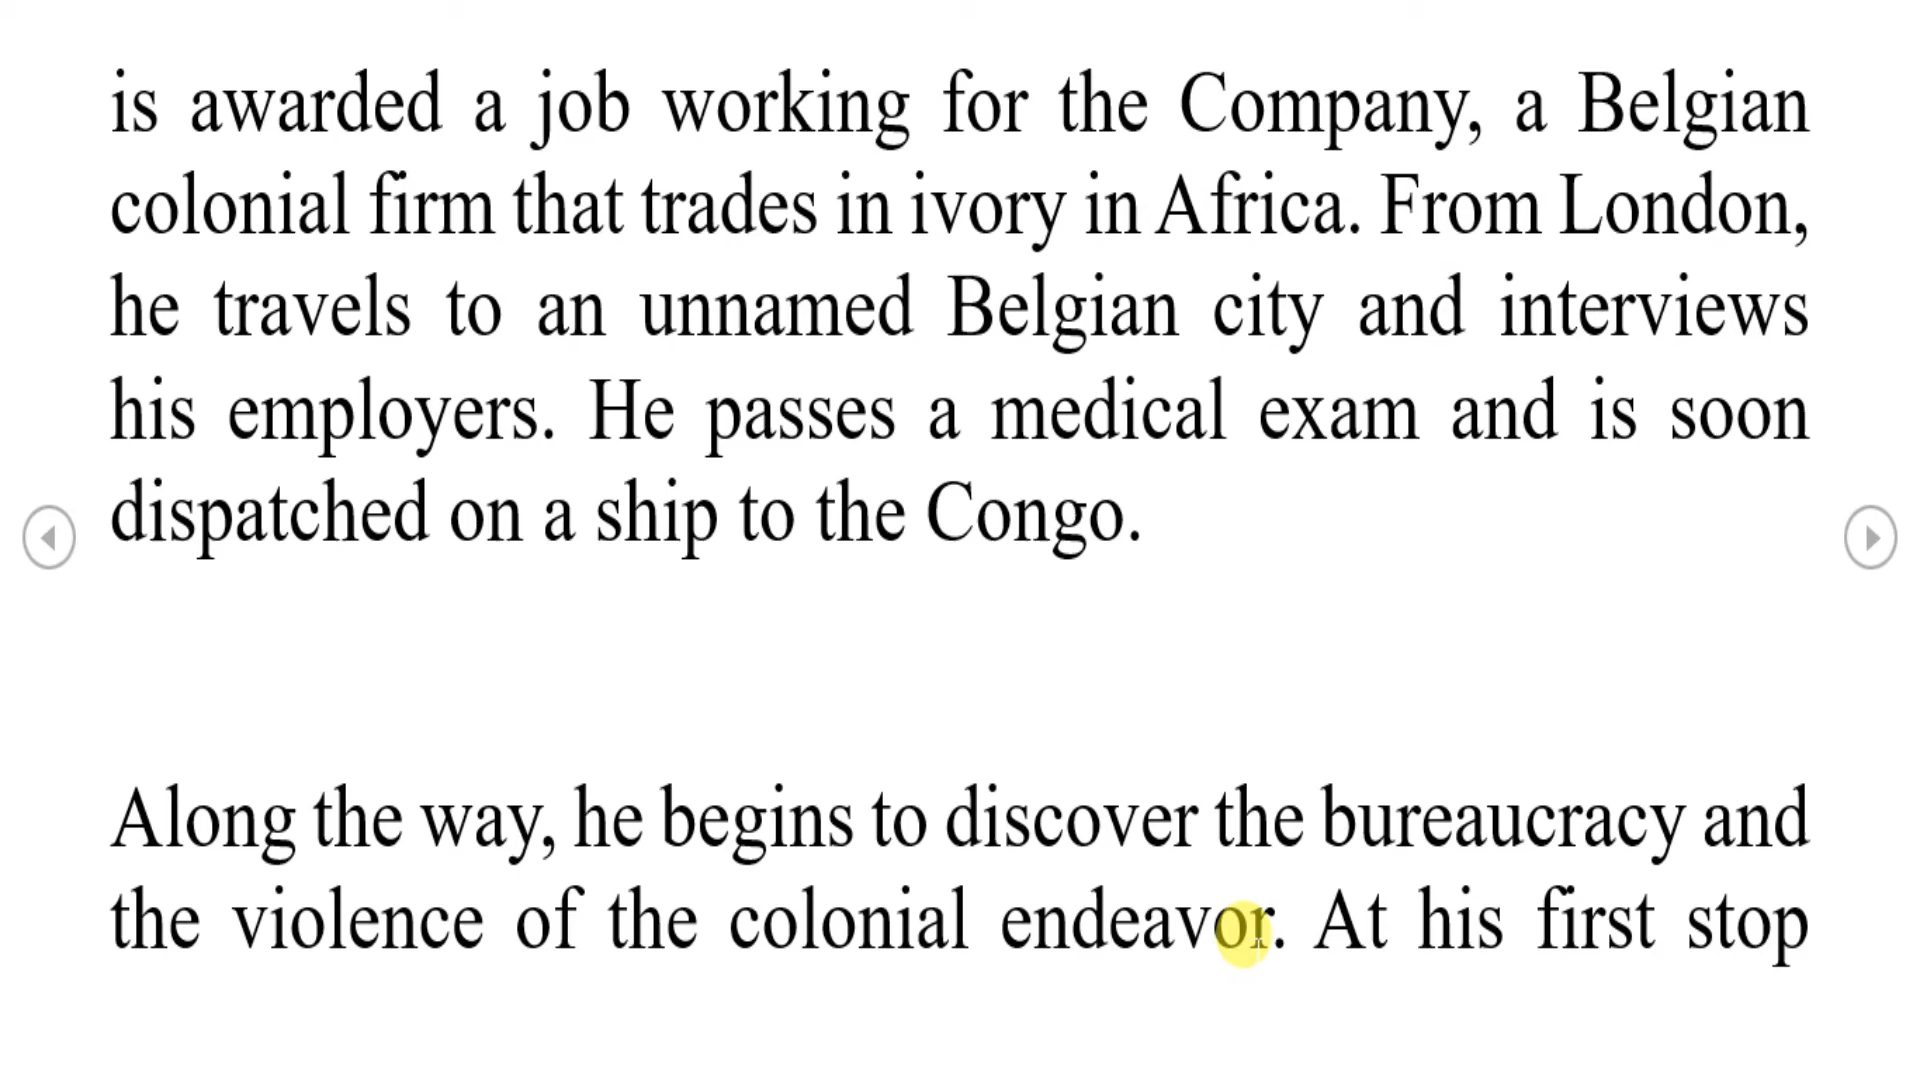 is awarded a job working for the Company, a Belgian
colonial firm that trades in ivory in Africa. From London,
he travels to an unnamed Belgian city and interviews
his employers. He passes a medical exam and is soon
dispatched on a ship to the Congo.
Along the way, he begins to discover the bureaucracy and
the violence of the colonial endeavor. At his first stop